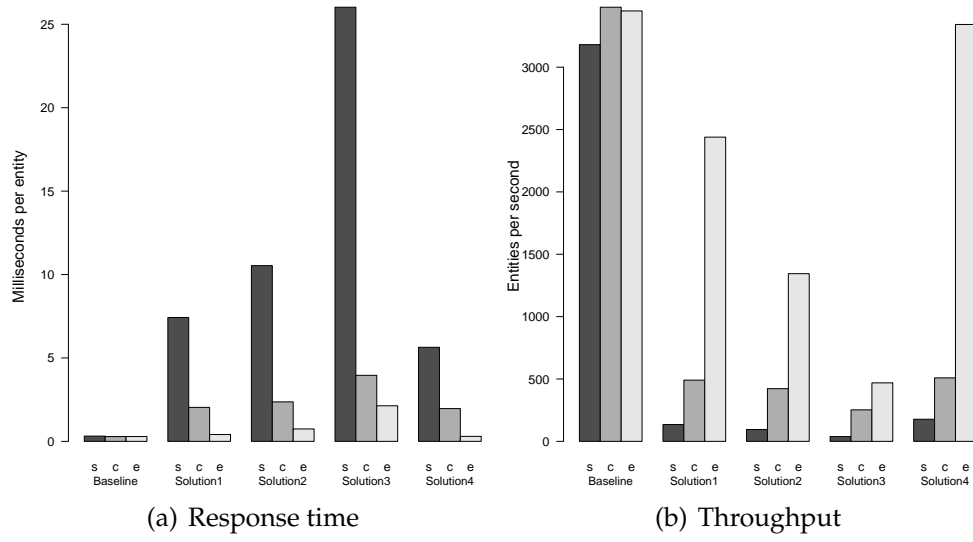 Milliseconds per entity
25
20
15
10
5
0
s c e s c e s c e s c e s c e
Baseline Solution1 Solution2 Solution3 Solution4
(a) Response time
Entities per second
3000
2500
2000
1500
1000
500
0
s c e s c e s c e s c e s c e
Baseline Solution1 Solution2 Solution3 Solution4
(b) Throughput